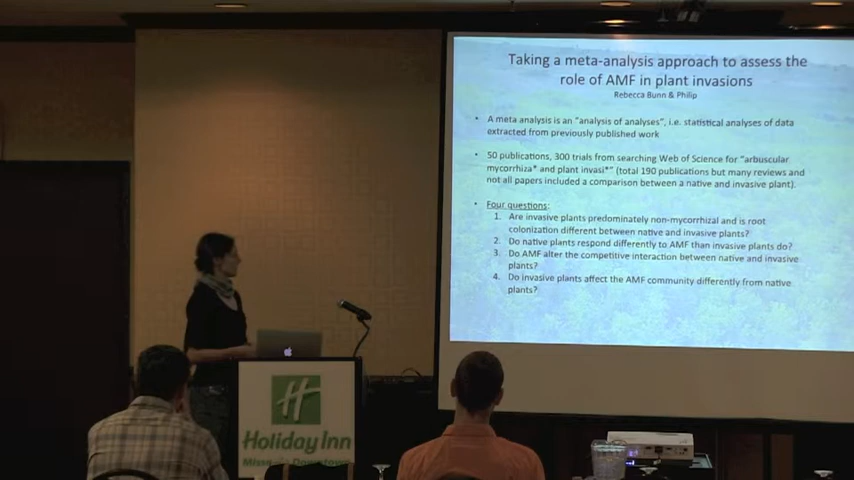 Taking a meta-analysis approach to assess the
role of AMF in plant invasions
Rebecca Bunn & Philip
• A meta analysis is an "analysis of analyses", i.e. statistical analyses of data
extracted from previously published work
• 50 publications, 300 trials from searching Web of Science for "arbuscular
mycorrhiza* and plant invasi*" (total 190 publications but many reviews and
not all papers included a comparison between a native and invasive plant).
• Four questions:
1. Are invasive plants predominately non-mycorrhizal and is root
colonization different between native and invasive plants?
2. Do native plants respond differently to AMF than invasive plants do?
3. Do AMF alter the competitive interaction between native and invasive
plants?
4. Do invasive plants affect the AMF community differently from native
plants?
H
Holiday Inn